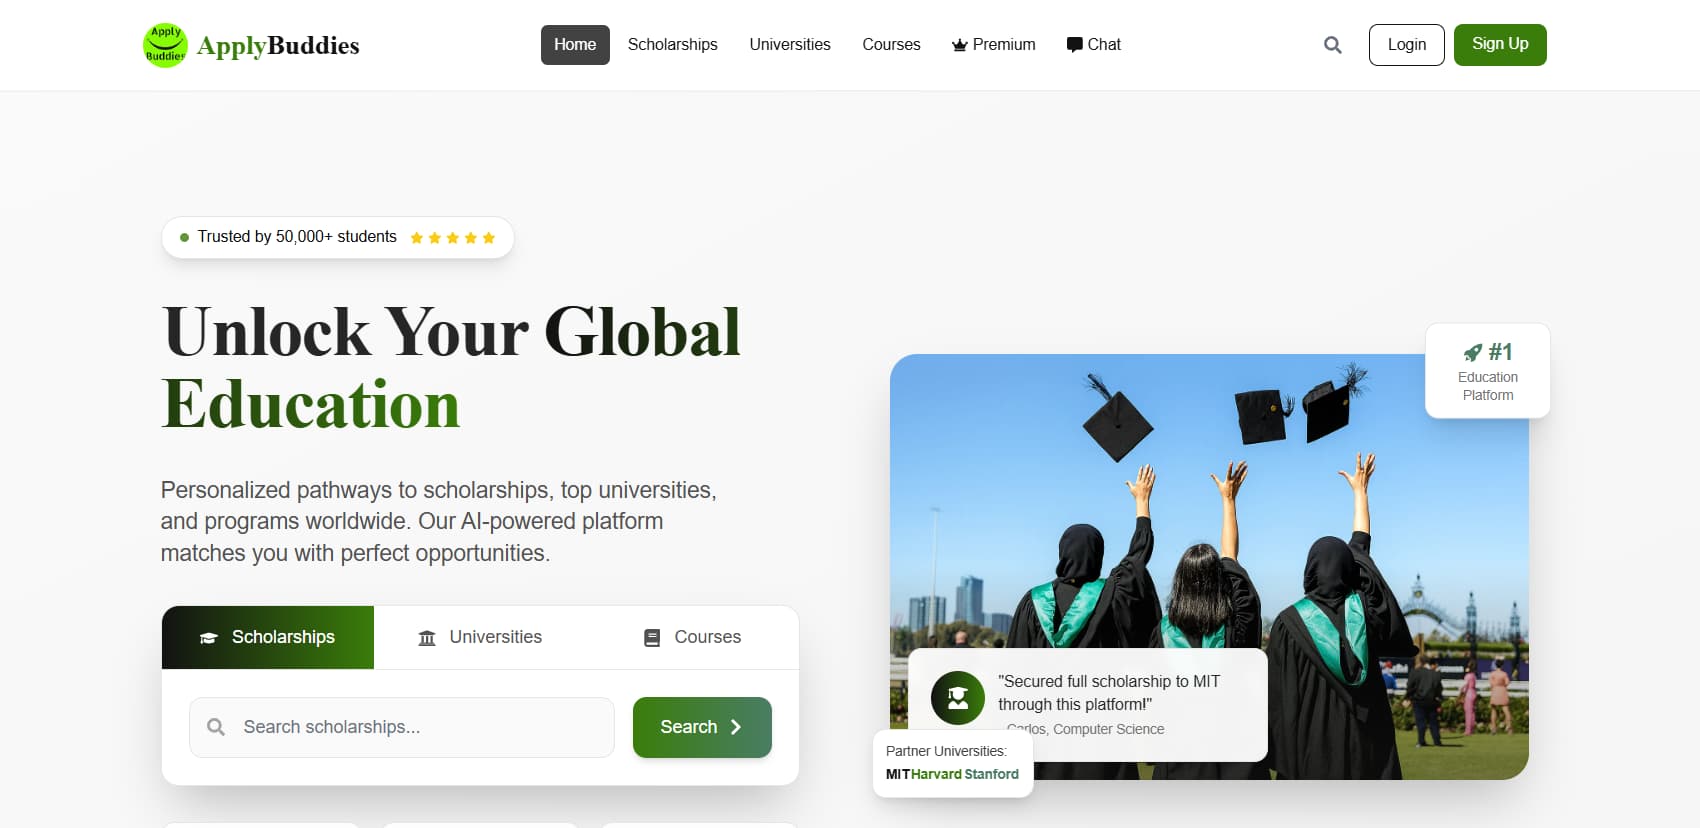 Apply
Buddies
ApplyBuddies
Home
Scholarships
Universities
Courses
Premium
Chat
Login
Sign Up
Trusted by 50,000+ students
Unlock Your Global
Education
Personalized pathways to scholarships, top universities,
and programs worldwide. Our AI-powered platform
matches you with perfect opportunities.
Scholarships
Universities
Courses
Search scholarships...
Search
#1
Education
Platform
"Secured full scholarship to MIT
through this platform!"
Carlos, Computer Science
Partner Universities:
MITHarvard Stanford